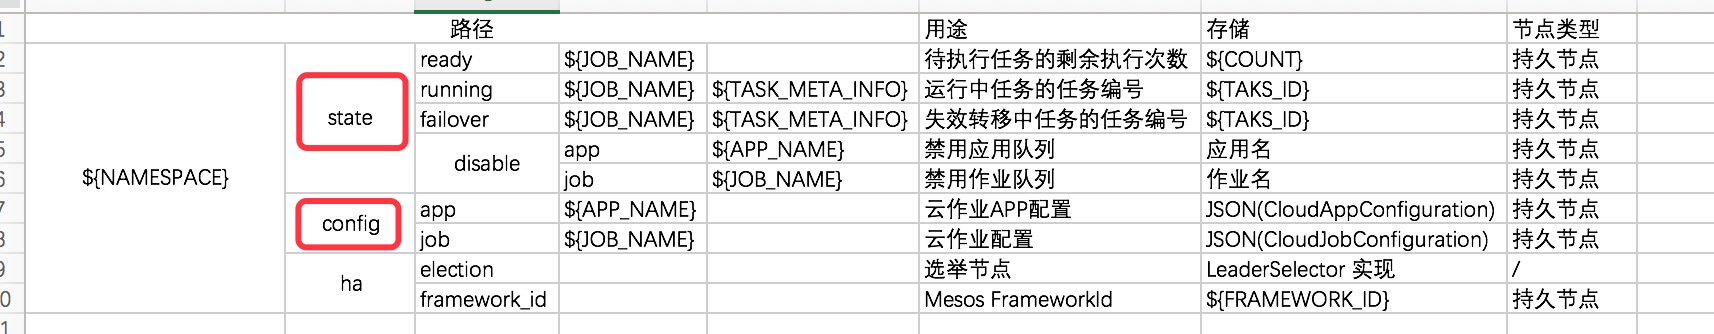 路径 用途 存储 节点类型
2 ready ${JOB_NAME} 待执行任务的剩余执行次数 ${COUNT} 持久节点
running ${JOB_NAME} ${TASK_META_INFO} 运行中任务的任务编号 ${TAKS_ID} 持久节点
state
failover ${JOB_NAME} ${TASK_META_INFO} 失效转移中任务的任务编号 ${TAKS_ID} 持久节点
disable
app ${APP_NAME} 禁用应用队列 应用名 持久节点
${NAMESPACE}
job ${JOB_NAME} 禁用作业队列 作业名 持久节点
config
app ${APP_NAME} 云作业APP配置 JSON(CloudAppConfiguration) 持久节点
job ${JOB_NAME} 云作业配置 JSON(CloudJobConfiguration) 持久节点
ha
election 选举节点 LeaderSelector 实现 /
framework_id Mesos FrameworkId ${FRAMEWORK_ID} 持久节点